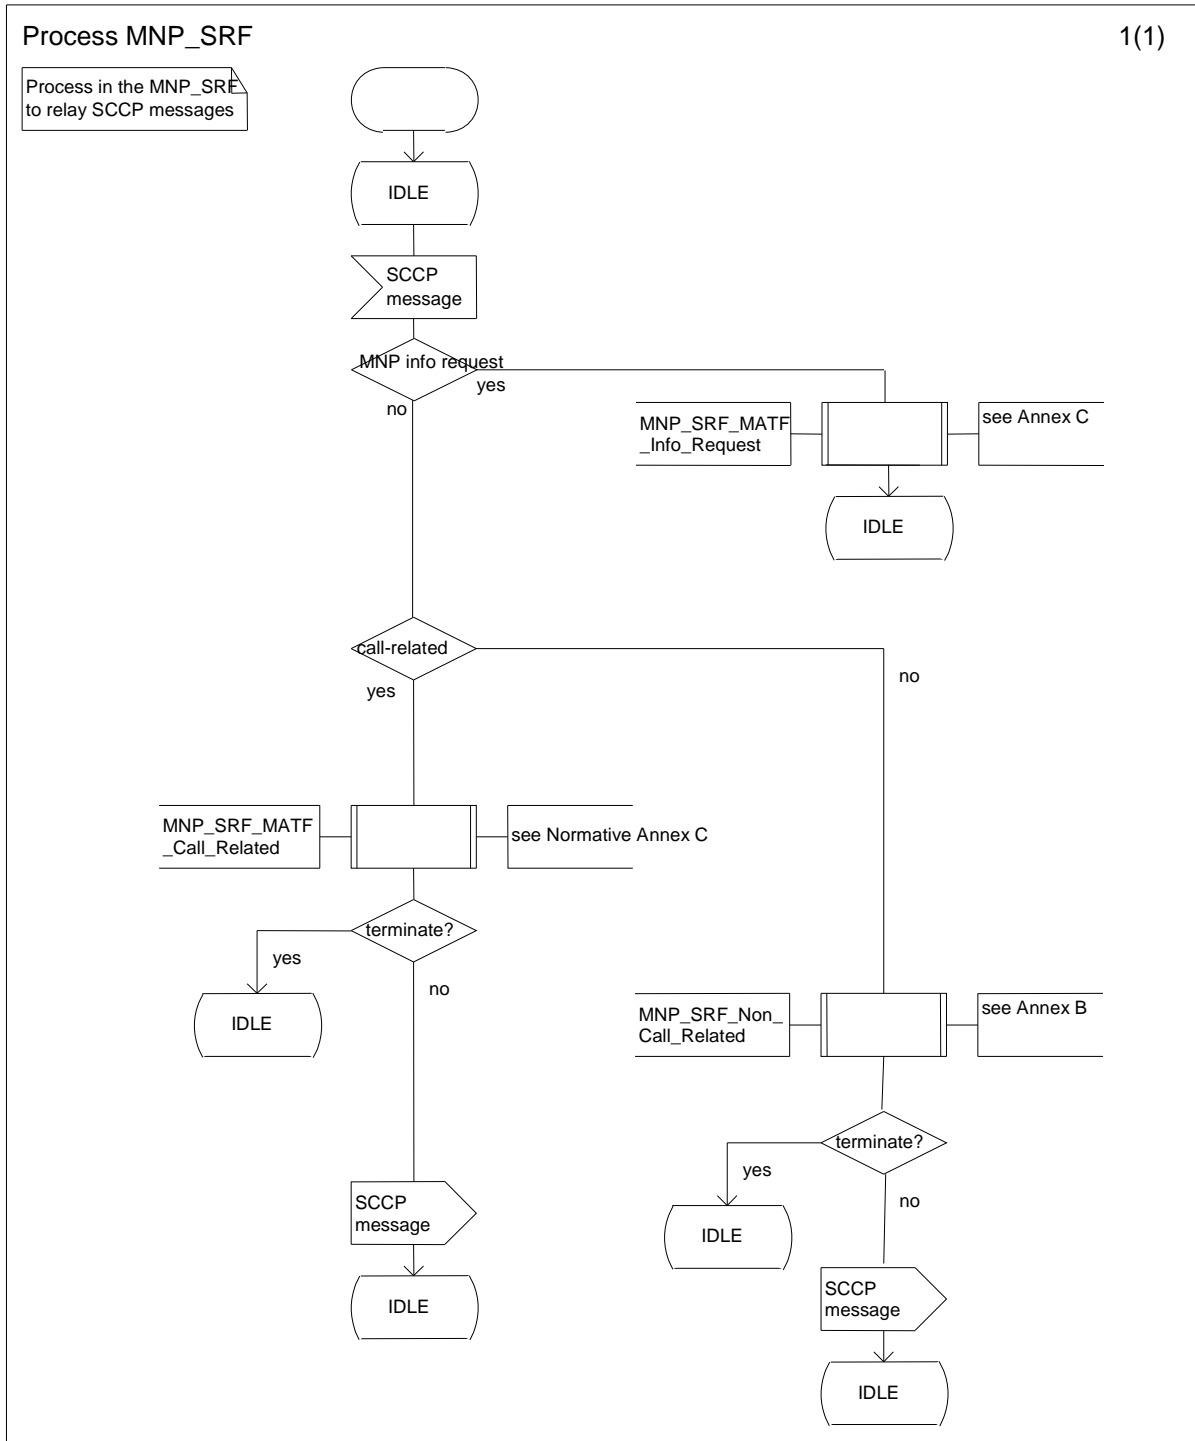 Process MNP_SRF
1(1)
Process in the MNP_SRF
to relay SCCP messages
IDLE
SCCP
message
MNP info request
yes
no
MNP_SRF_MATF
_Info_Request
see Annex C
IDLE
call-related
no
yes
MNP_SRF_MATF
_Call_Related
see Normative Annex C
terminate?
yes
no
IDLE
MNP_SRF_Non_
Call_Related
see Annex B
terminate?
yes
no
SCCP
message
IDLE
IDLE
SCCP
message
IDLE